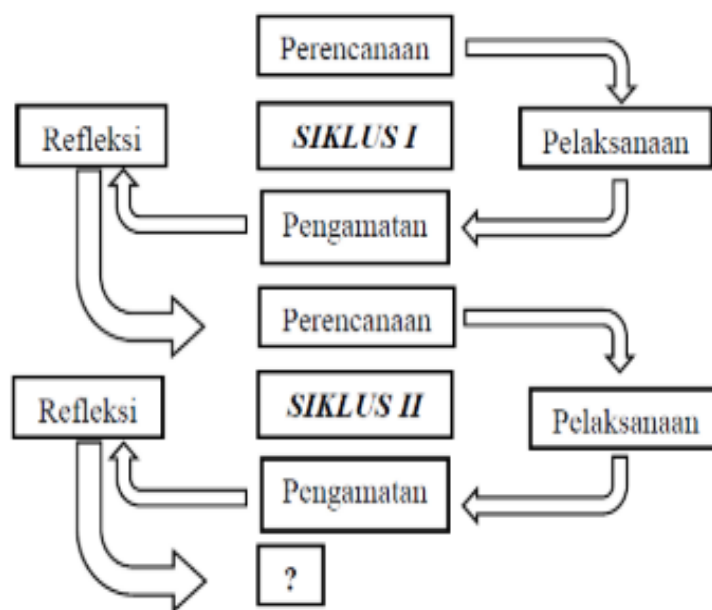 Perencanaan
Refleksi
SIKLUS I
Pelaksanaan
Pengamatan
Perencanaan
Refleksi
SIKLUS II
Pelaksanaan
Pengamatan
?